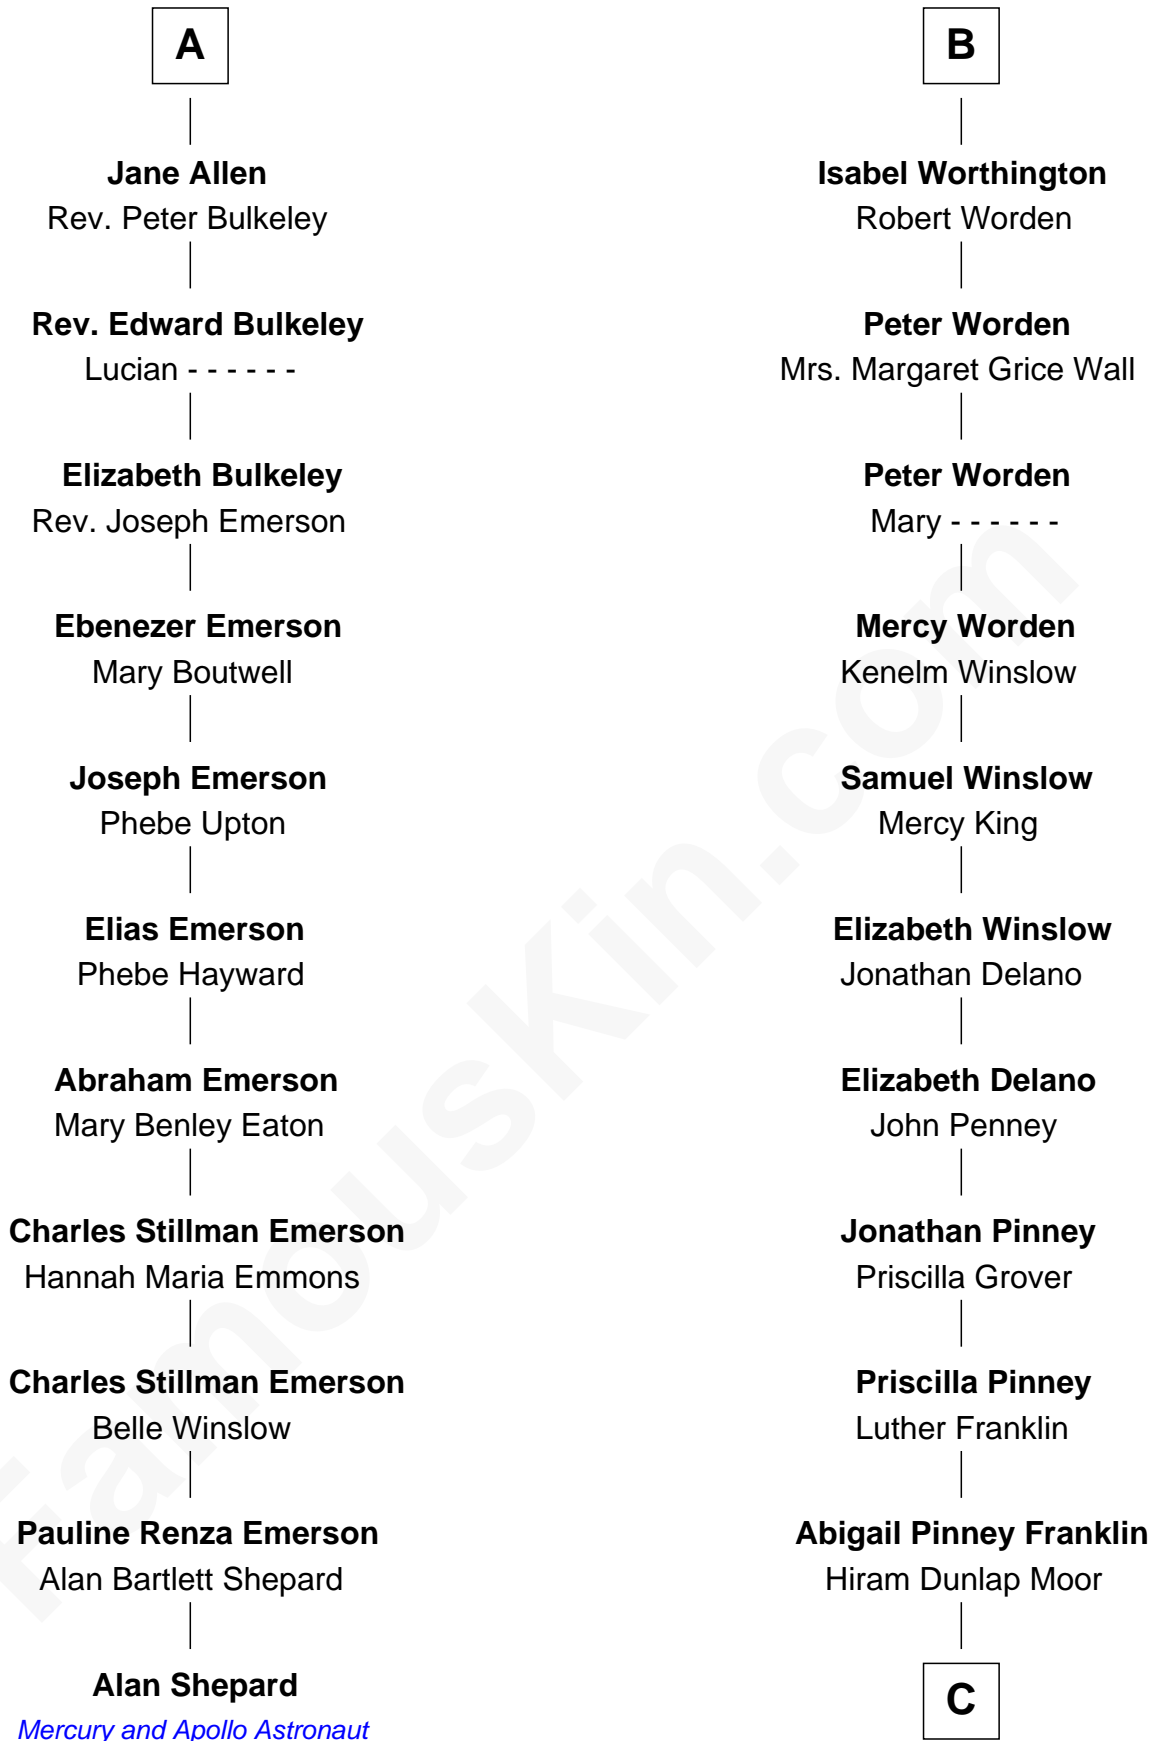 A
Jane Allen
Rev. Peter Bulkeley
Rev. Edward Bulkeley
Lucian - - - - - -
Elizabeth Bulkeley
Rev. Joseph Emerson
Ebenezer Emerson
Mary Boutwell
Joseph Emerson
Phebe Upton
Elias Emerson
Phebe Hayward
Abraham Emerson
Mary Benley Eaton
Charles Stillman Emerson
Hannah Maria Emmons
Charles Stillman Emerson
Belle Winslow
Pauline Renza Emerson
Alan Bartlett Shepard
Alan Shepard
Mercury and Apollo Astronaut
B
Isabel Worthington
Robert Worden
Peter Worden
Mrs. Margaret Grice Wall
Peter Worden
Mary - - - - - -
Mercy Worden
Kenelm Winslow
Samuel Winslow
Mercy King
Elizabeth Winslow
Jonathan Delano
Elizabeth Delano
John Penney
Jonathan Pinney
Priscilla Grover
Priscilla Pinney
Luther Franklin
Abigail Pinney Franklin
Hiram Dunlap Moor
C
FamousKin.com